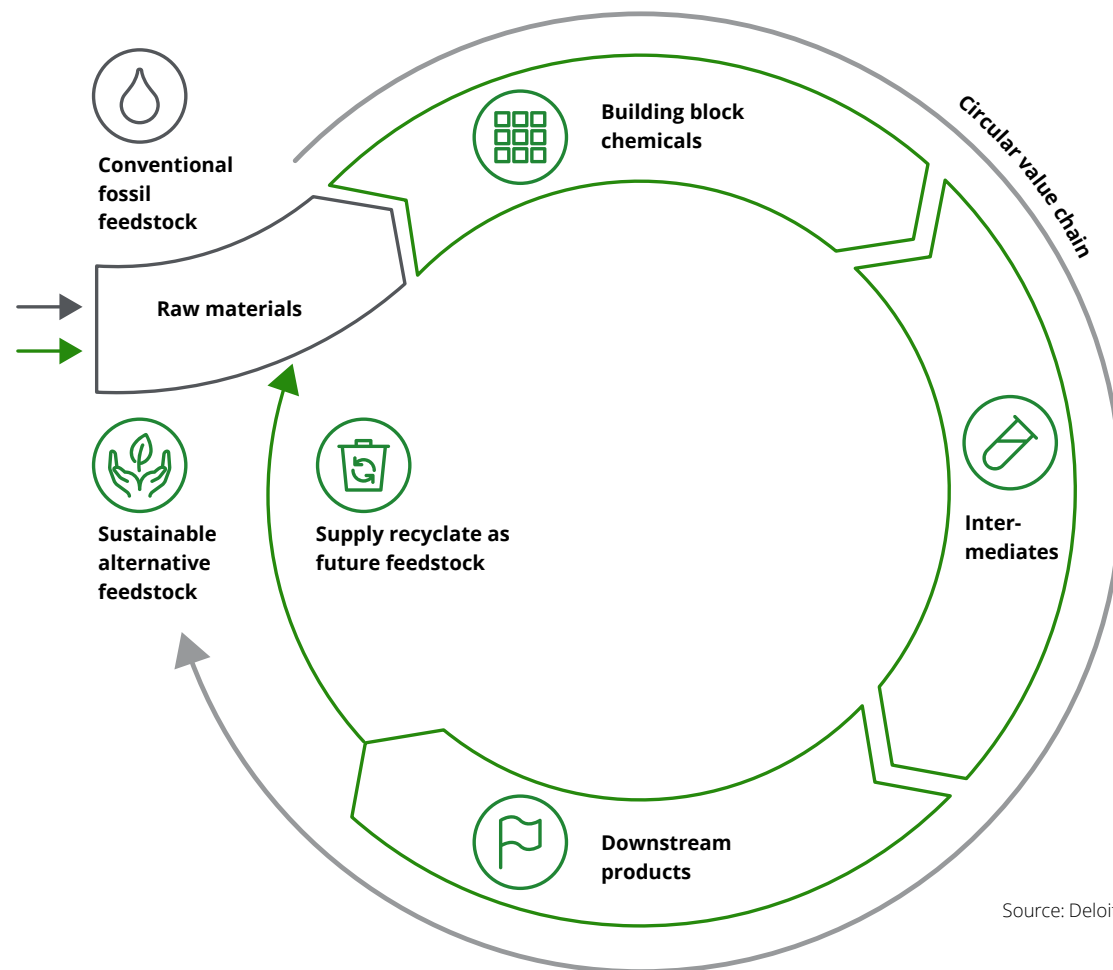 Conventional
fossil
feedstock
Building block
chemicals
Circular value chain
Raw materials
Sustainable
alternative
feedstock
Supply recyclate as
future feedstock
Inter-
mediates
Downstream
products
Source: